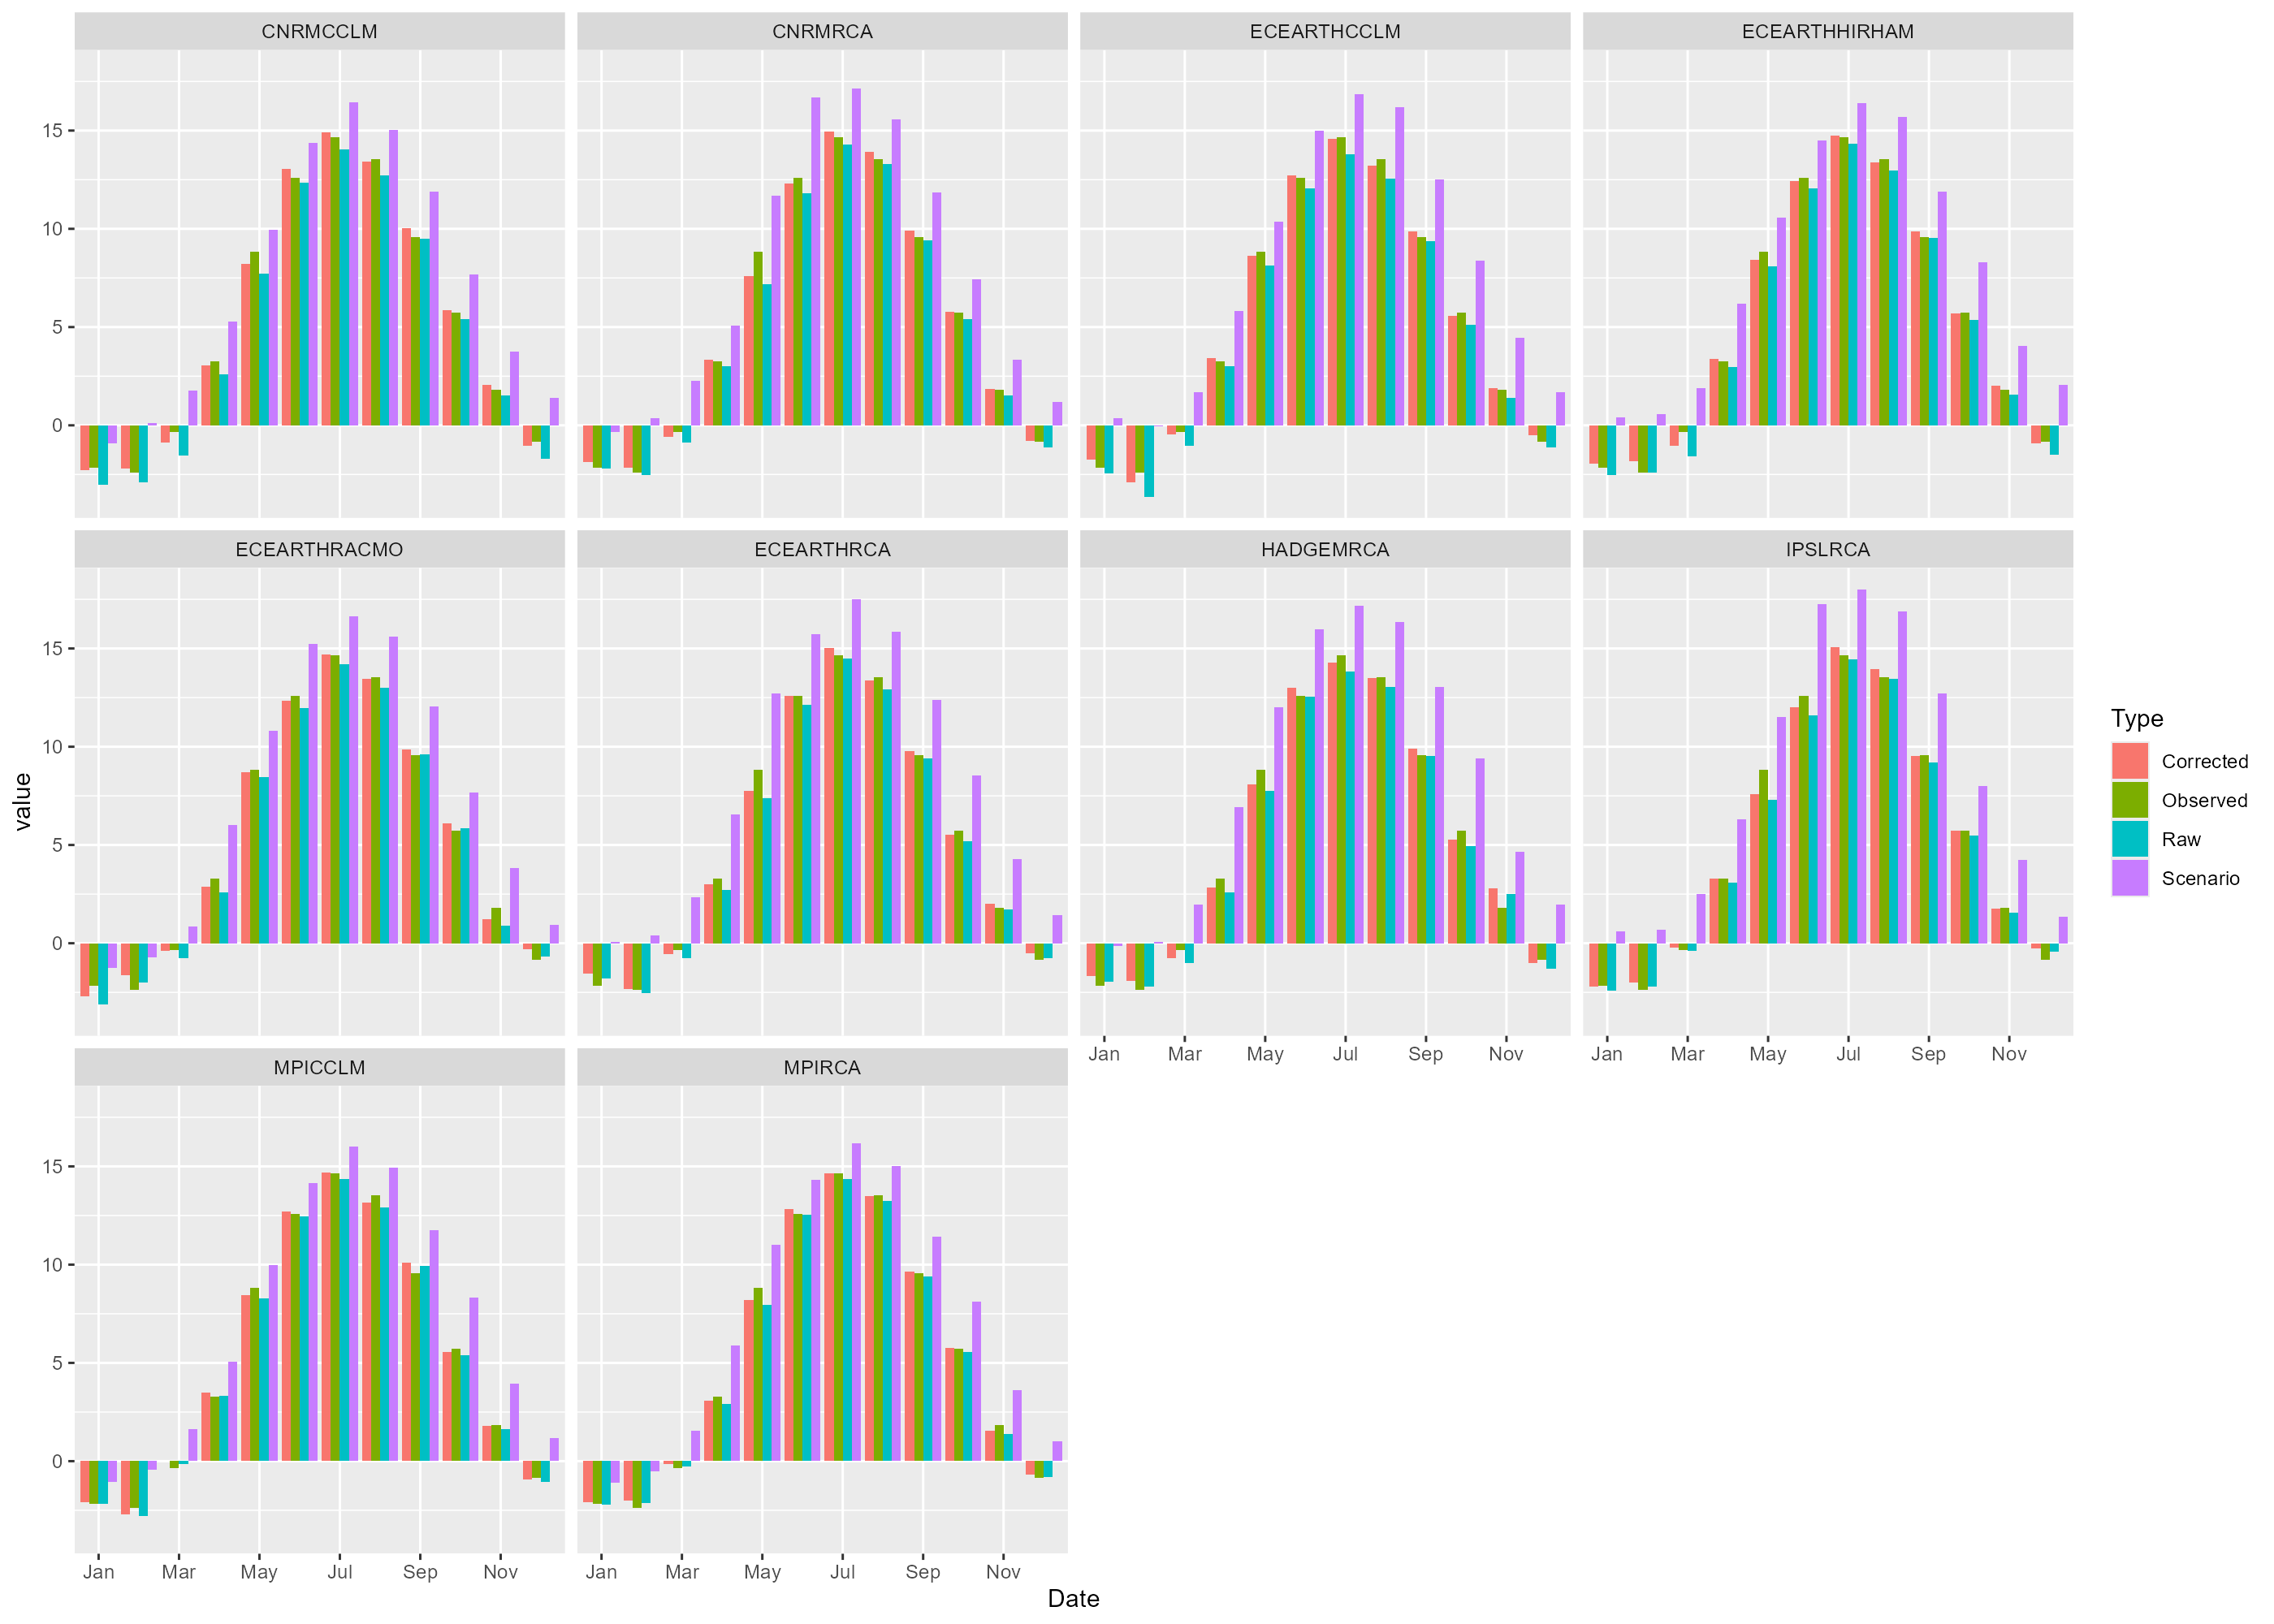 CNRMCCLM
CNRMRCA
ECEARTHCCLM
ECEARTHHIRHAM
15
10
5
0
ECEARTHRACMO
ECEARTHRCA
HADGEMRCA
IPSLRCA
15
10
5
0
Jan Mar May Jul Sep Nov
Jan Mar May Jul Sep Nov
MPICCLM
MPIRCA
15
10
5
0
Jan Mar May Jul Sep Nov
Jan Mar May Jul Sep Nov
value
Date
Type
Corrected
Observed
Raw
Scenario